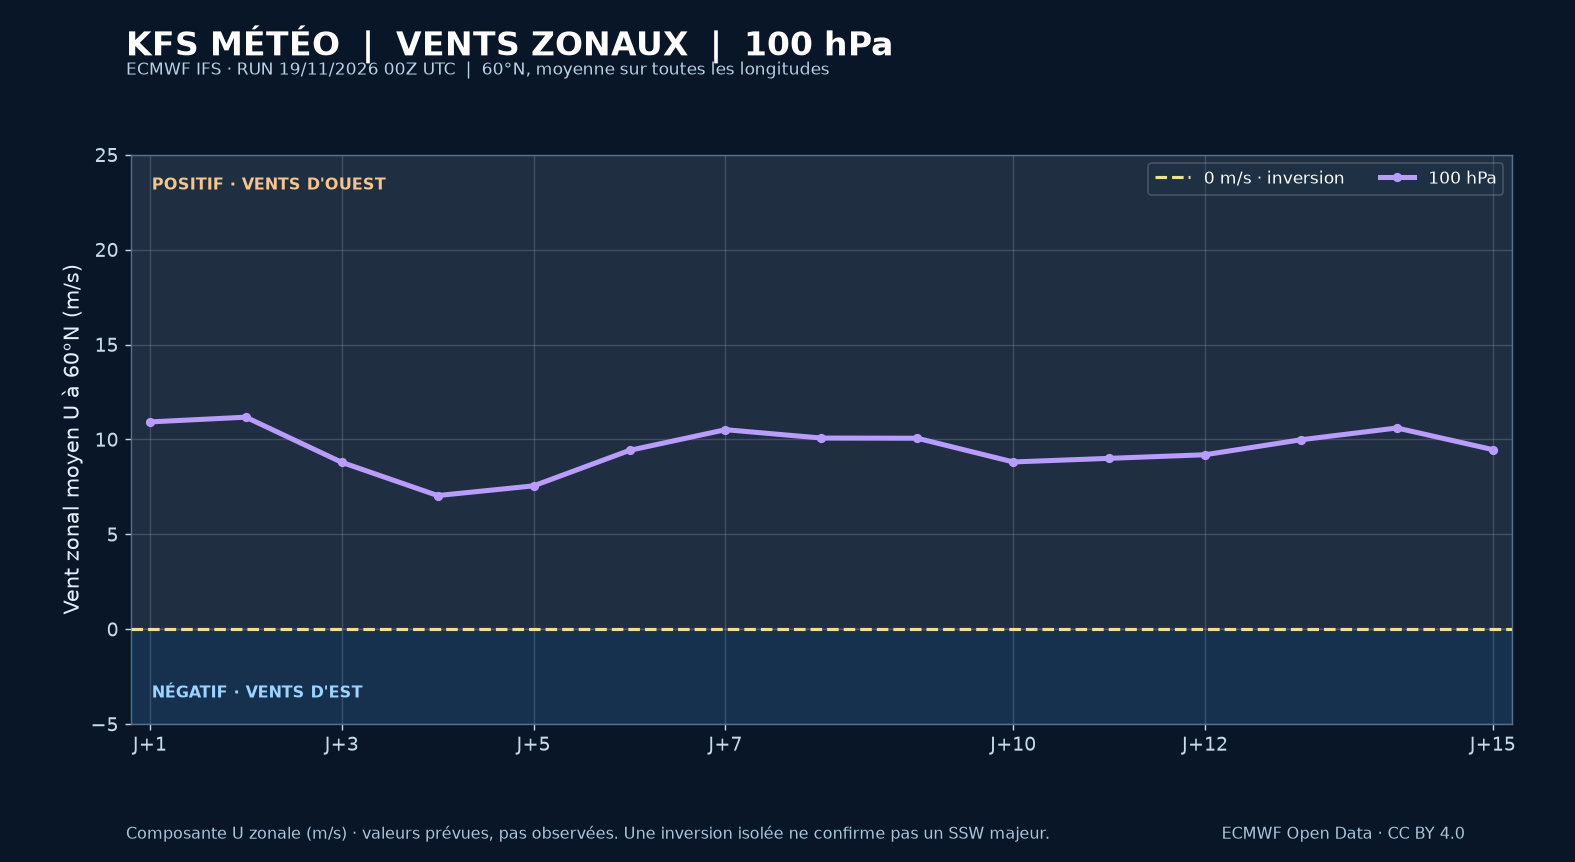 KFS MÉTÉO | VENTS ZONAUX | 100 hPa
ECMWF IFS · RUN 19/11/2026 00Z UTC | 60°N, moyenne sur toutes les longitudes
25
POSITIF · VENTS D'OUEST
0 m/s · inversion
100 hPa
20
15
10
5
0
−5
Vent zonal moyen U à 60°N (m/s)
NÉGATIF · VENTS D'EST
J+1
J+3
J+5
J+7
J+10
J+12
J+15
Composante U zonale (m/s) · valeurs prévues, pas observées. Une inversion isolée ne confirme pas un SSW majeur.
ECMWF Open Data · CC BY 4.0